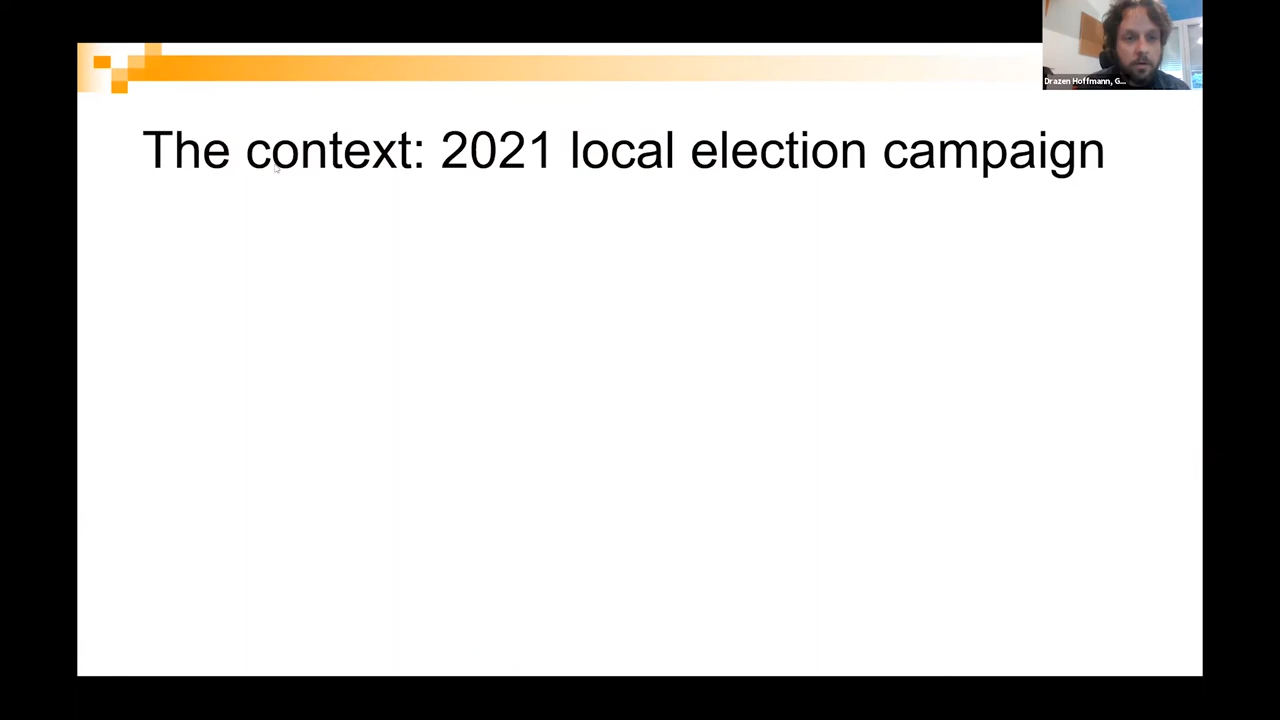 The context: 2021 local election campaign
Drazen Hoffmann, G...